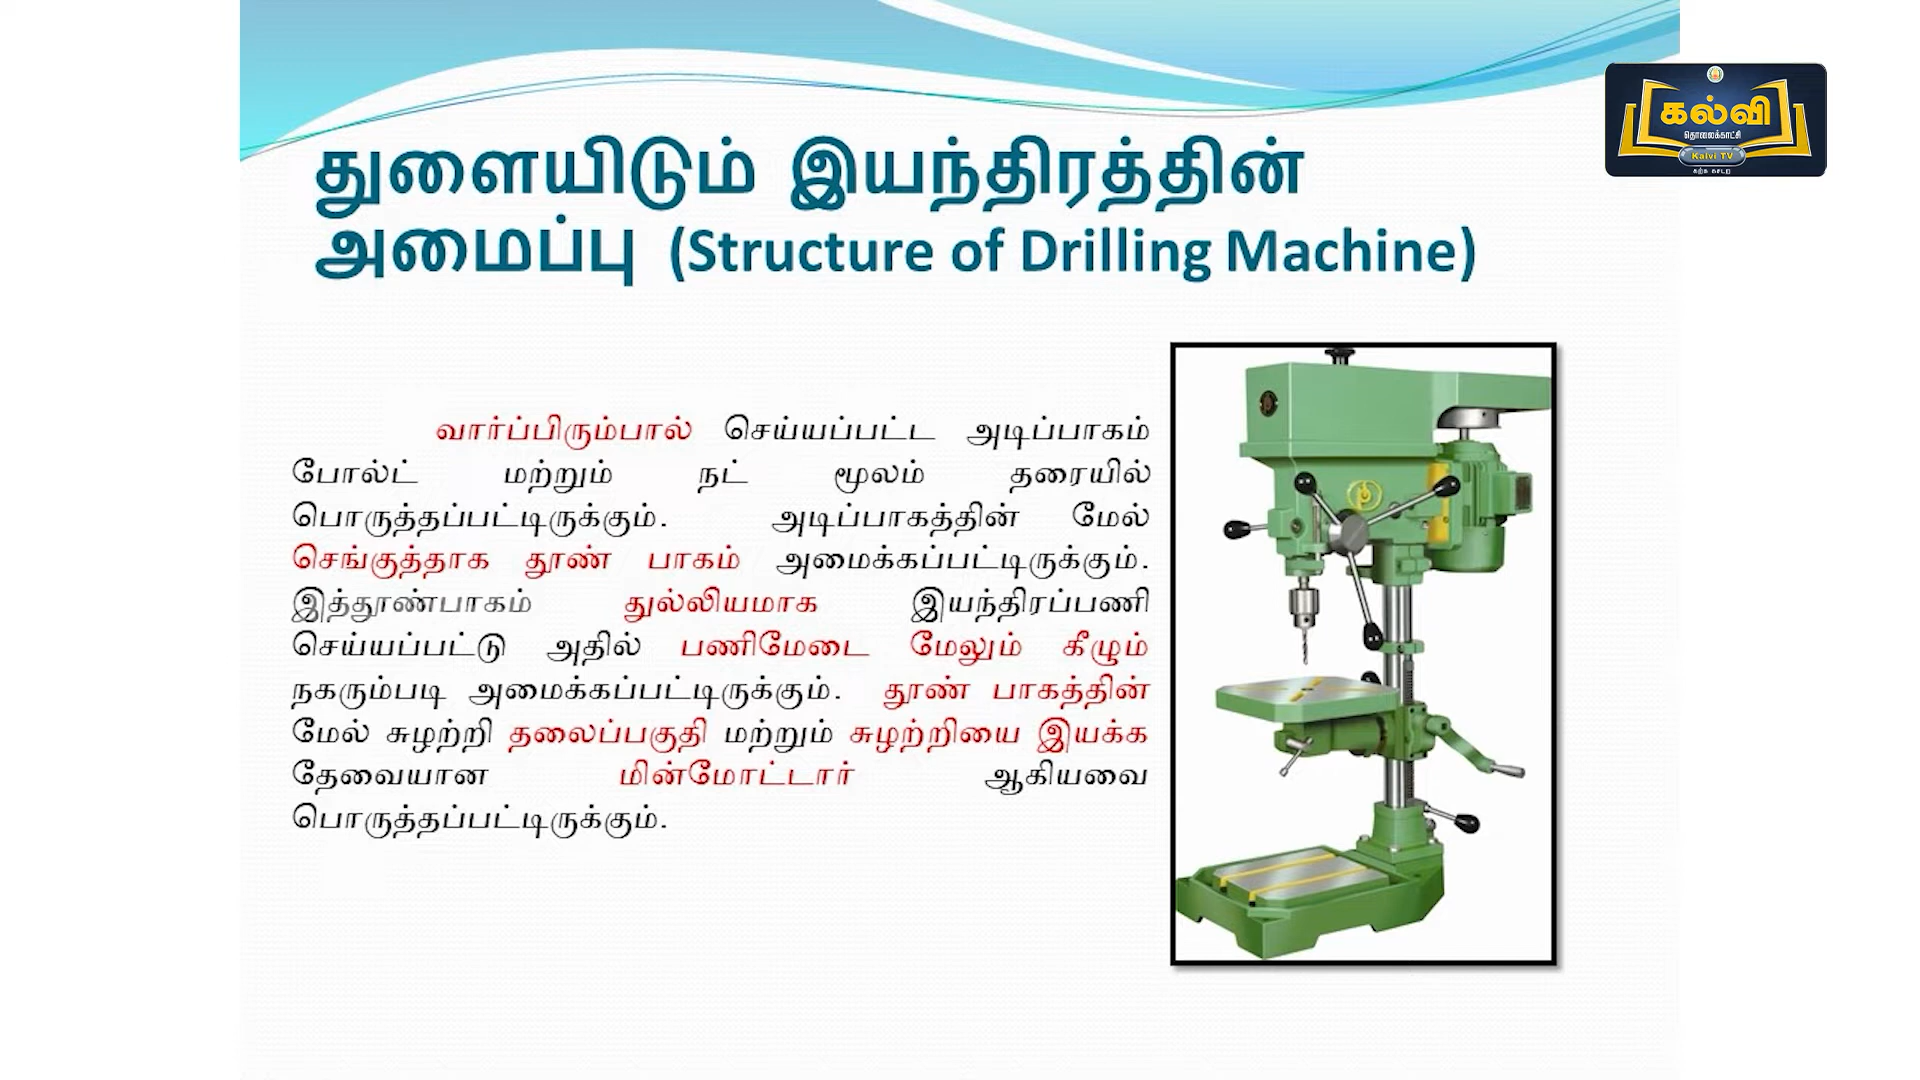 துளையிடும் இயந்திரத்தின்
அமைப்பு (Structure of Drilling Machine)
கல்வி
தொலைக்காட்சி
Kalvi TV
கற்க கசடற
வார்ப்பிரும்பால் செய்யப்பட்ட அடிப்பாகம்
போல்ட் மற்றும் நட் மூலம் தரையில்
பொருத்தப்பட்டிருக்கும். அடிப்பாகத்தின் மேல்
செங்குத்தாக தூண் பாகம் அமைக்கப்பட்டிருக்கும்.
இத்தூண்பாகம் துல்லியமாக இயந்திரப்பணி
செய்யப்பட்டு அதில் பணிமேடை மேலும் கீழும்
நகரும்படி அமைக்கப்பட்டிருக்கும். தூண் பாகத்தின்
மேல் சுழற்றி தலைப்பகுதி மற்றும் சுழற்றியை இயக்க
தேவையான மின்மோட்டார் ஆகியவை
பொருத்தப்பட்டிருக்கும்.